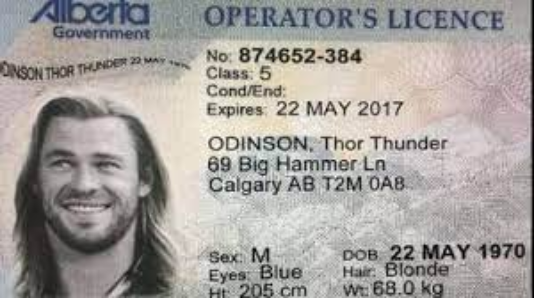 Alberta
Government
OPERATOR'S LICENCE
ODINSON THOR THUNDER 22 MAY 1970
No: 874652-384
Class: 5
Cond/End:
Expires: 22 MAY 2017
ODINSON, Thor Thunder
69 Big Hammer Ln
Calgary AB T2M 0A8
Sex: M DOB: 22 MAY 1970
Eyes: Blue Hair: Blonde
Ht: 205 cm Wt: 68.0 kg